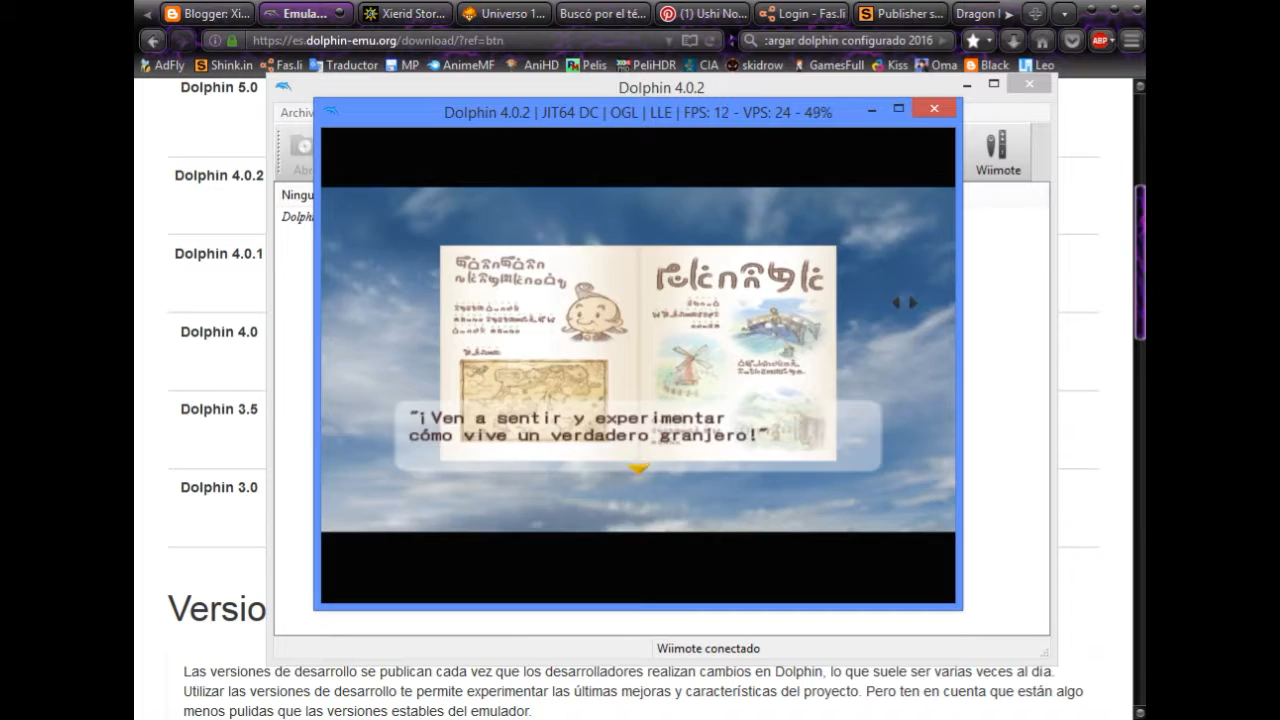 Blogger: Xi...
Emula...
Xierid Stor...
Universo 1...
Buscó por el té...
(1) Ushi No...
Login - Fas.li
Publisher s...
Dragon
https://es.dolphin-emu.org/download/?ref=btn
:argar dolphin configurado 2016
ABP
AdFly
Shink.in
Fas.li
Traductor
MP
AnimeMF
AniHD
Pelis
PeliHDR
CIA
skidrow
GamesFull
Kiss
Oma
Black
Leo
Dolphin 5.0
Dolphin 4.0.2
Dolphin 4.0.1
Dolphin 4.0
Dolphin 3.5
Dolphin 3.0
Dolphin 4.0.2
Archiv
Abr
Wiimote
Ningu
Dolphi
Dolphin 4.0.2 | JIT64 DC | OGL | LLE | FPS: 12 - VPS: 24 - 49%
"¡Ven a sentir y experimentar
cómo vive un verdadero granjero!"
Wiimote conectado
Versio
Las versiones de desarrollo se publican cada vez que los desarrolladores realizan cambios en Dolphin, lo que suele ser varias veces al día.
Utilizar las versiones de desarrollo te permite experimentar las últimas mejoras y características del proyecto. Pero ten en cuenta que están algo
menos pulidas que las versiones estables del emulador.